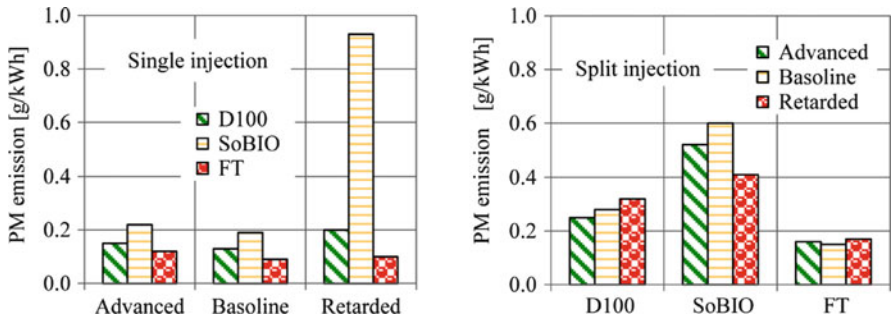 PM emission [g/kWh]
1.0
0.8
0.6
0.4
0.2
0.0
Single injection
D100
SoBIO
FT
Advanced Basoline Retarded
PM emission [g/kWh]
1.0
0.8
0.6
0.4
0.2
0.0
Split injection
Advanced
Basoline
Retarded
D100 SoBIO FT